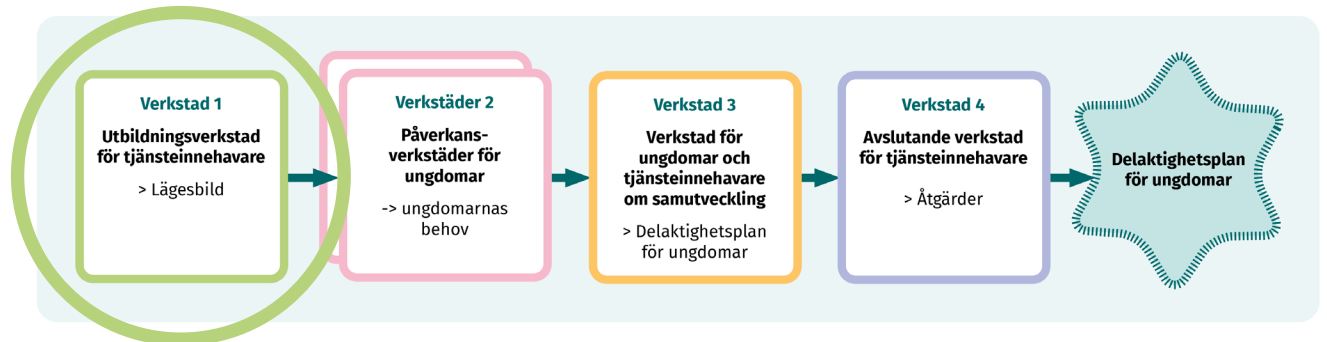 Verkstad 1
Utbildningsverkstad
för tjänsteinnehavare
> Lägesbild
Verkstäder 2
Påverkans-
verkstäder för
ungdomar
-> ungdomarnas
behov
Verkstad 3
Verkstad för
ungdomar och
tjänsteinnehavare
om samutveckling
> Delaktighetsplan
för ungdomar
Verkstad 4
Avslutande verkstad
för tjänsteinnehavare
> Åtgärder
Delaktighetsplan
för ungdomar